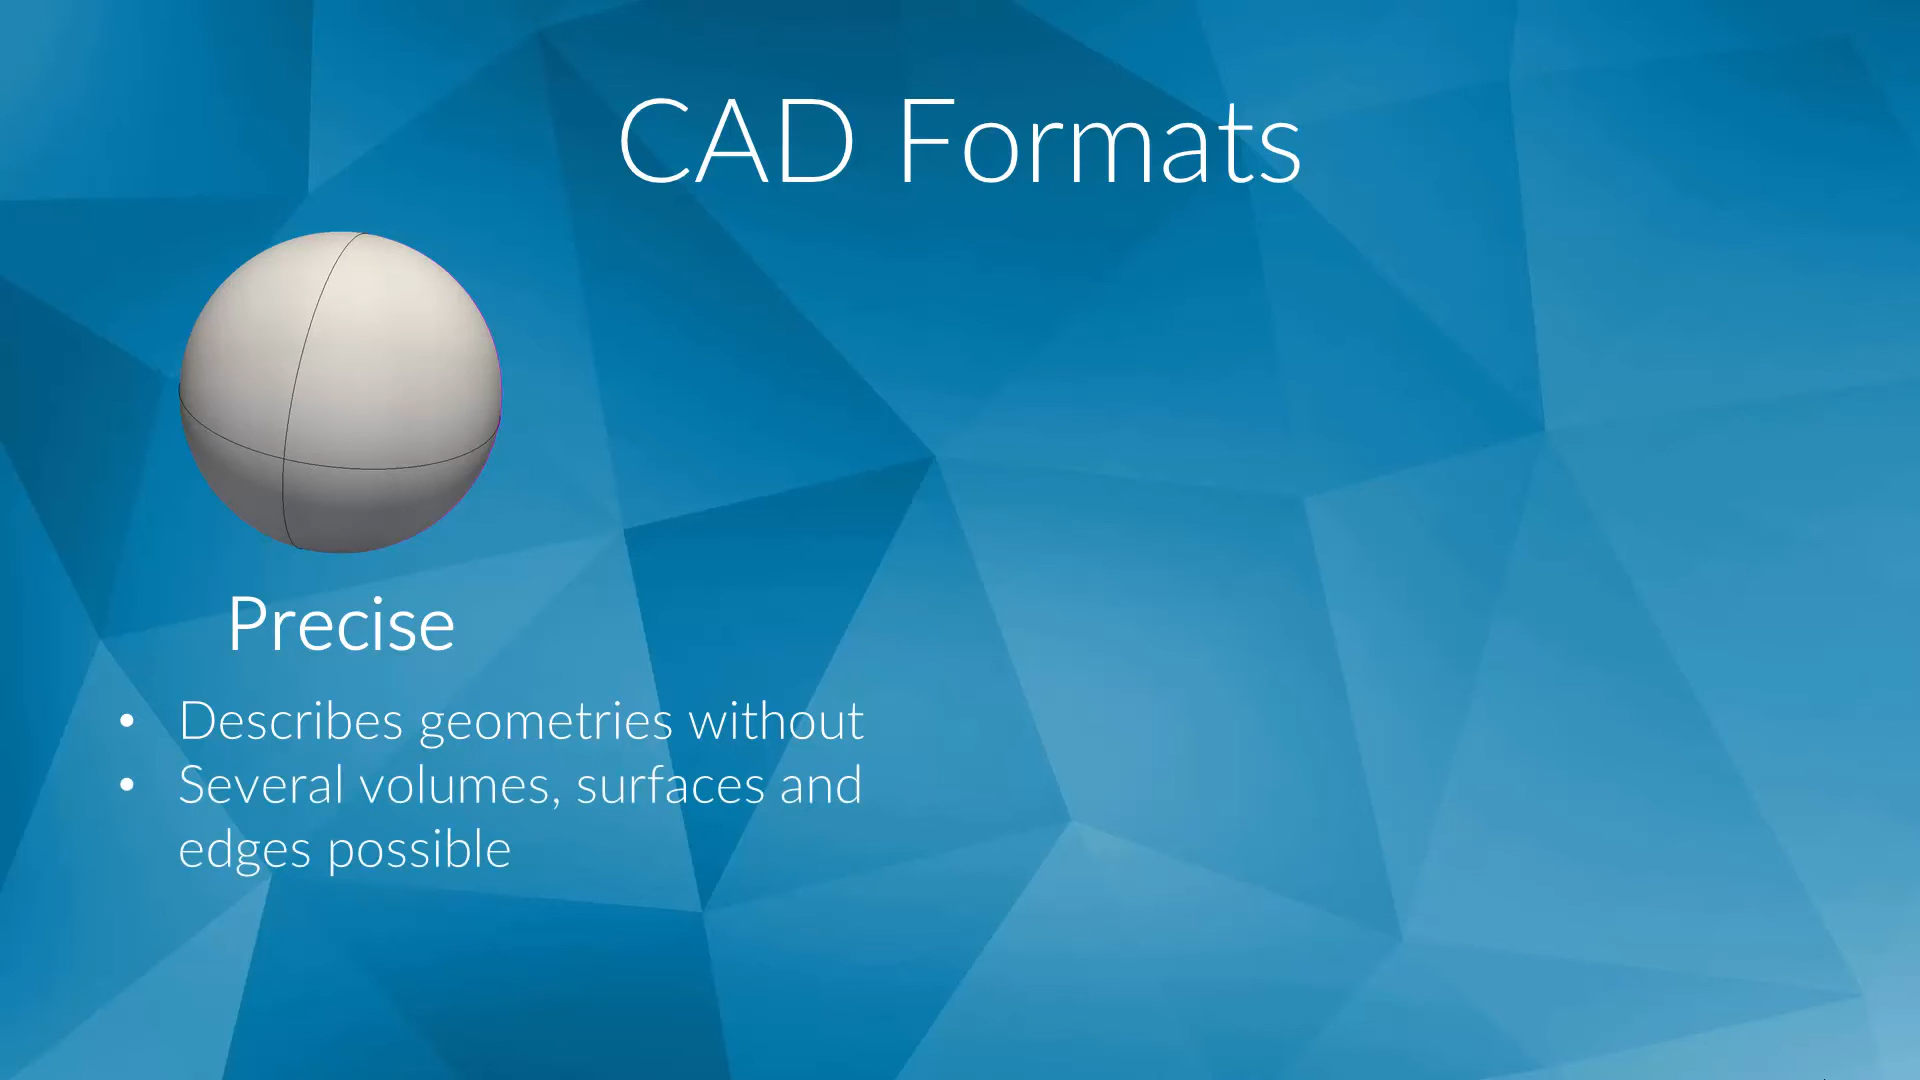 CAD Formats
Precise
• Describes geometries without
• Several volumes, surfaces and
edges possible